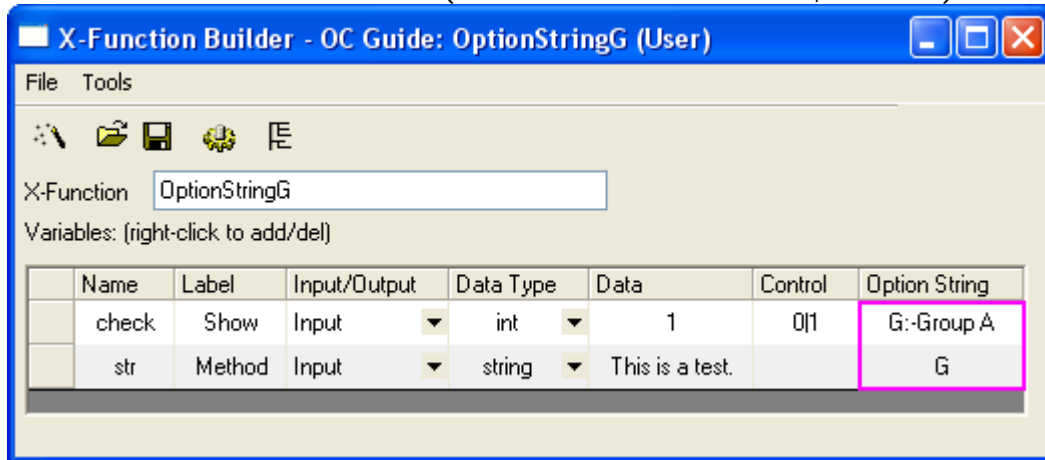 X-Function Builder - OC Guide: OptionStringG (User)
File Tools
X-Function OptionStringG
Variables: (right-click to add/del)
Name Label Input/Output Data Type Data Control Option String
check Show Input int 1 0|1 G:-Group A
str Method Input string This is a test. G